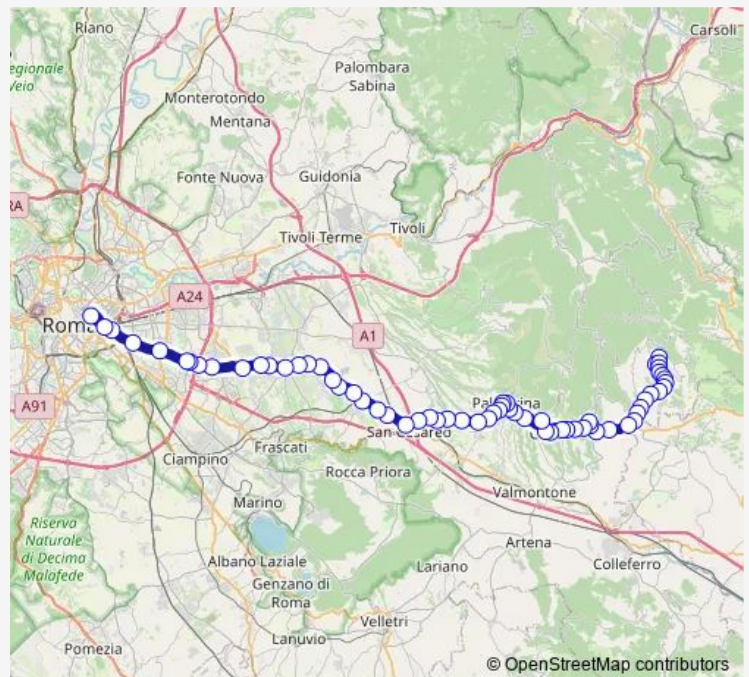 Riano
Carsoli
egionale
Veio
Palombara
Sabina
Monterotondo
Mentana
Fonte Nuova
Guidonia
RA
Tivoli
Tivoli Terme
A24
Roma
A1
A91
San Cesareo
Ciampino
Frascati
Rocca Priora
Valmontone
Marino
Riserva
Naturale
di Decima
Malafede
Artena
Albano Laziale
Lariano
Colleferro
Genzano di
Roma
Velletri
Lanuvio
Pomezia
© OpenStreetMap contributors